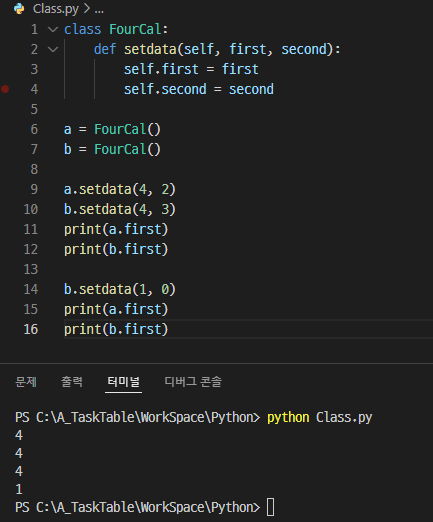 Class.py > ...
1 class FourCal:
2     def setdata(self, first, second):
3         self.first = first
4         self.second = second
5
6 a = FourCal()
7 b = FourCal()
8
9 a.setdata(4, 2)
10 b.setdata(4, 3)
11 print(a.first)
12 print(b.first)
13
14 b.setdata(1, 0)
15 print(a.first)
16 print(b.first)
문제 출력 터미널 디버그 콘솔
PS C:\A_TaskTable\WorkSpace\Python> python Class.py
4
4
4
1
PS C:\A_TaskTable\WorkSpace\Python>